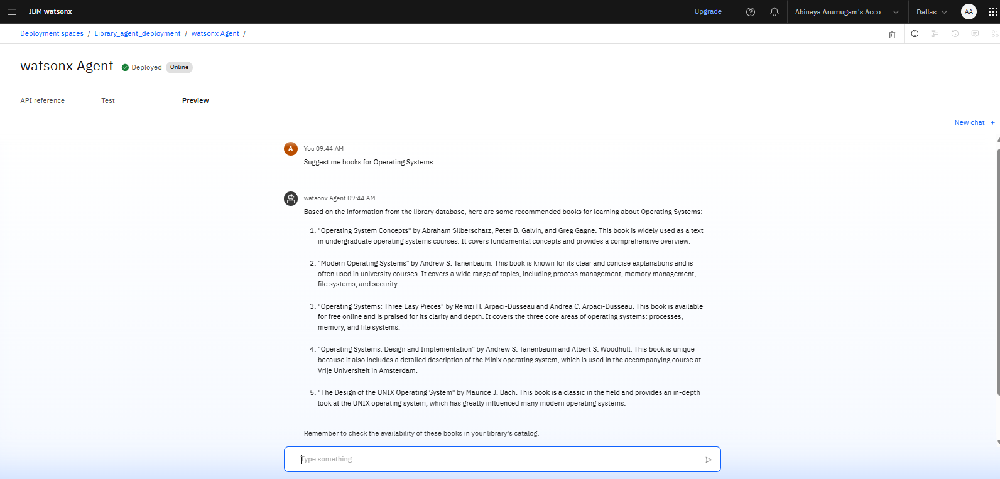 IBM watsonx
Upgrade
Abinaya Arumugam's Acco...
Dallas
AA
Deployment spaces / Library_agent_deployment / watsonx Agent /
watsonx Agent
Deployed
Online
API reference
Test
Preview
New chat +
A
You 09:44 AM
Suggest me books for Operating Systems.
watsonx Agent 09:44 AM
Based on the information from the library database, here are some recommended books for learning about Operating Systems:
1. "Operating System Concepts" by Abraham Silberschatz, Peter B. Galvin, and Greg Gagne. This book is widely used as a text
in undergraduate operating systems courses. It covers fundamental concepts and provides a comprehensive overview.
2. "Modern Operating Systems" by Andrew S. Tanenbaum. This book is known for its clear and concise explanations and is
often used in university courses. It covers a wide range of topics, including process management, memory management,
file systems, and security.
3. "Operating Systems: Three Easy Pieces" by Remzi H. Arpaci-Dusseau and Andrea C. Arpaci-Dusseau. This book is available
for free online and is praised for its clarity and depth. It covers the three core areas of operating systems: processes,
memory, and file systems.
4. "Operating Systems: Design and Implementation" by Andrew S. Tanenbaum and Albert S. Woodhull. This book is unique
because it also includes a detailed description of the Minix operating system, which is used in the accompanying course at
Vrije Universiteit in Amsterdam.
5. "The Design of the UNIX Operating System" by Maurice J. Bach. This book is a classic in the field and provides an in-depth
look at the UNIX operating system, which has greatly influenced many modern operating systems.
Remember to check the availability of these books in your library's catalog.
Type something...